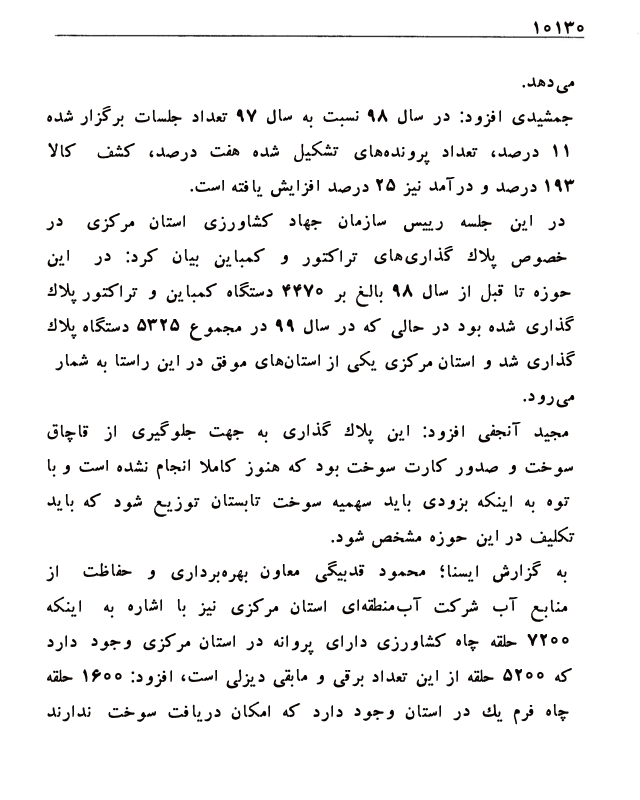 ۱۰۱۳۰
می‌دهد.
جمشیدی افزود: در سال ۹۸ نسبت به سال ۹۷ تعداد جلسات برگزار شده
۱۱ درصد، تعداد پرونده‌های تشکیل شده هفت درصد، کشف کالا
۱۹۳ درصد و درآمد نیز ۲۵ درصد افزایش یافته است.
در این جلسه رییس سازمان جهاد کشاورزی استان مرکزی در
خصوص پلاك گذاری‌های تراکتور و کمباین بیان کرد: در این
حوزه تا قبل از سال ۹۸ بالغ بر ۴۴۷۰ دستگاه کمباین و تراکتور پلاك
گذاری شده بود در حالی که در سال ۹۹ در مجموع ۵۳۲۵ دستگاه پلاك
گذاری شد و استان مرکزی یکی از استان‌های موفق در این راستا به شمار
می‌رود.
مجید آنجفی افزود: این پلاك گذاری به جهت جلوگیری از قاچاق
سوخت و صدور کارت سوخت بود که هنوز کاملا انجام نشده است و با
توه به اینکه بزودی باید سهمیه سوخت تابستان توزیع شود که باید
تکلیف در این حوزه مشخص شود.
به گزارش ایسنا؛ محمود قدبیگی معاون بهره‌برداری و حفاظت از
منابع آب شرکت آب‌منطقه‌ای استان مرکزی نیز با اشاره به اینکه
۷۲۰۰ حلقه چاه کشاورزی دارای پروانه در استان مرکزی وجود دارد
که ۵۲۰۰ حلقه از این تعداد برقی و مابقی دیزلی است، افزود: ۱۶۰۰ حلقه
چاه فرم یك در استان وجود دارد که امکان دریافت سوخت ندارند